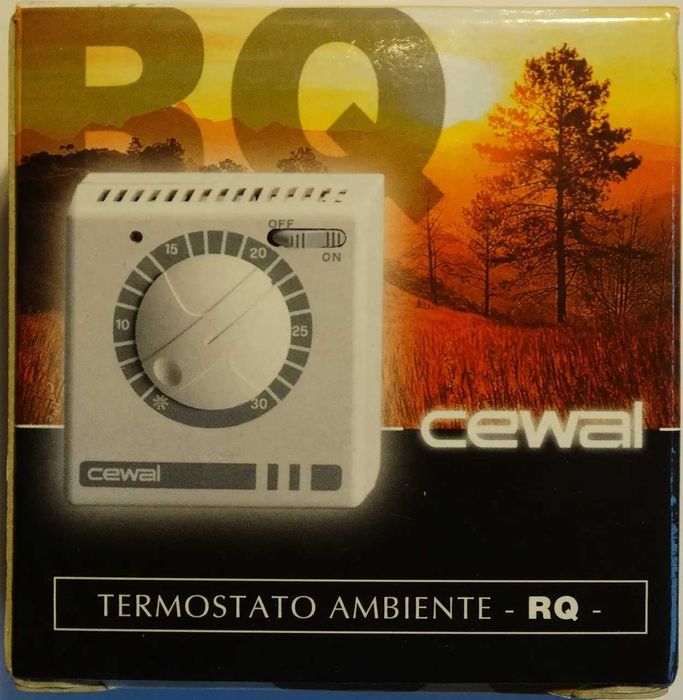 RQ
OFF
ON
15
20
10
25
30
cewal
cewal
TERMOSTATO AMBIENTE - RQ -